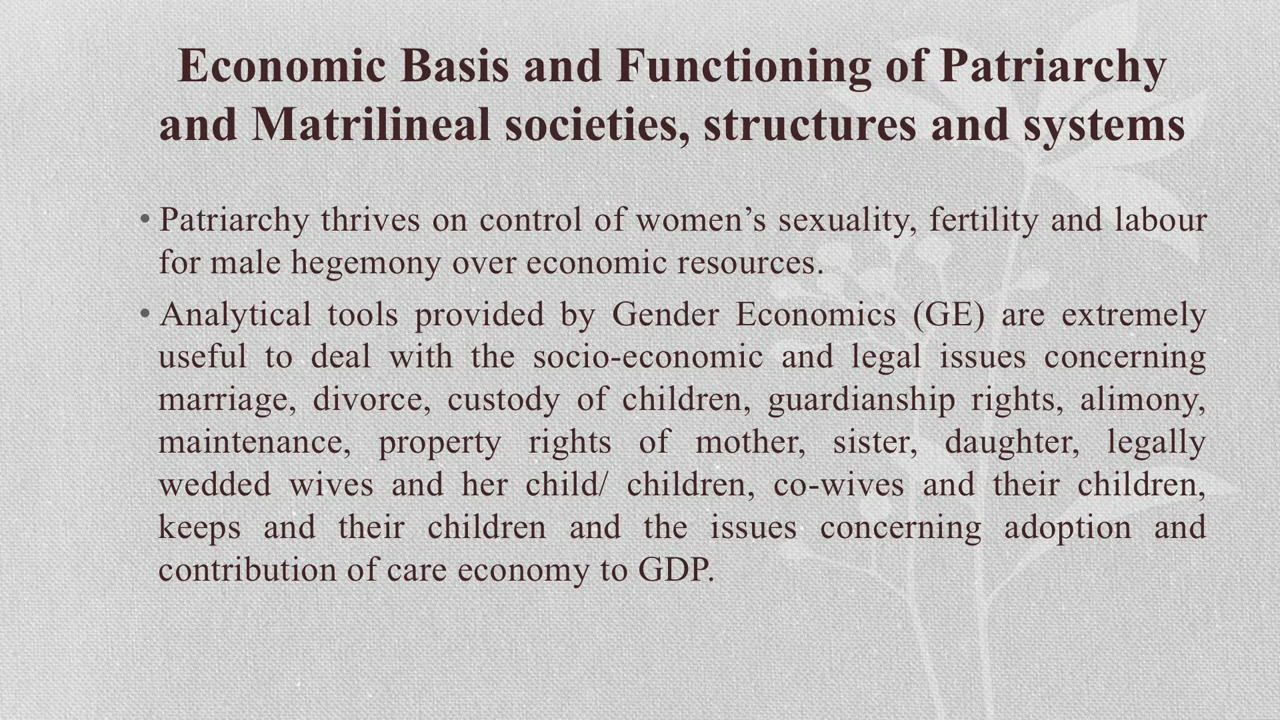 Economic Basis and Functioning of Patriarchy
and Matrilineal societies, structures and systems
• Patriarchy thrives on control of women’s sexuality, fertility and labour
for male hegemony over economic resources.
• Analytical tools provided by Gender Economics (GE) are extremely
useful to deal with the socio-economic and legal issues concerning
marriage, divorce, custody of children, guardianship rights, alimony,
maintenance, property rights of mother, sister, daughter, legally
wedded wives and her child/ children, co-wives and their children,
keeps and their children and the issues concerning adoption and
contribution of care economy to GDP.